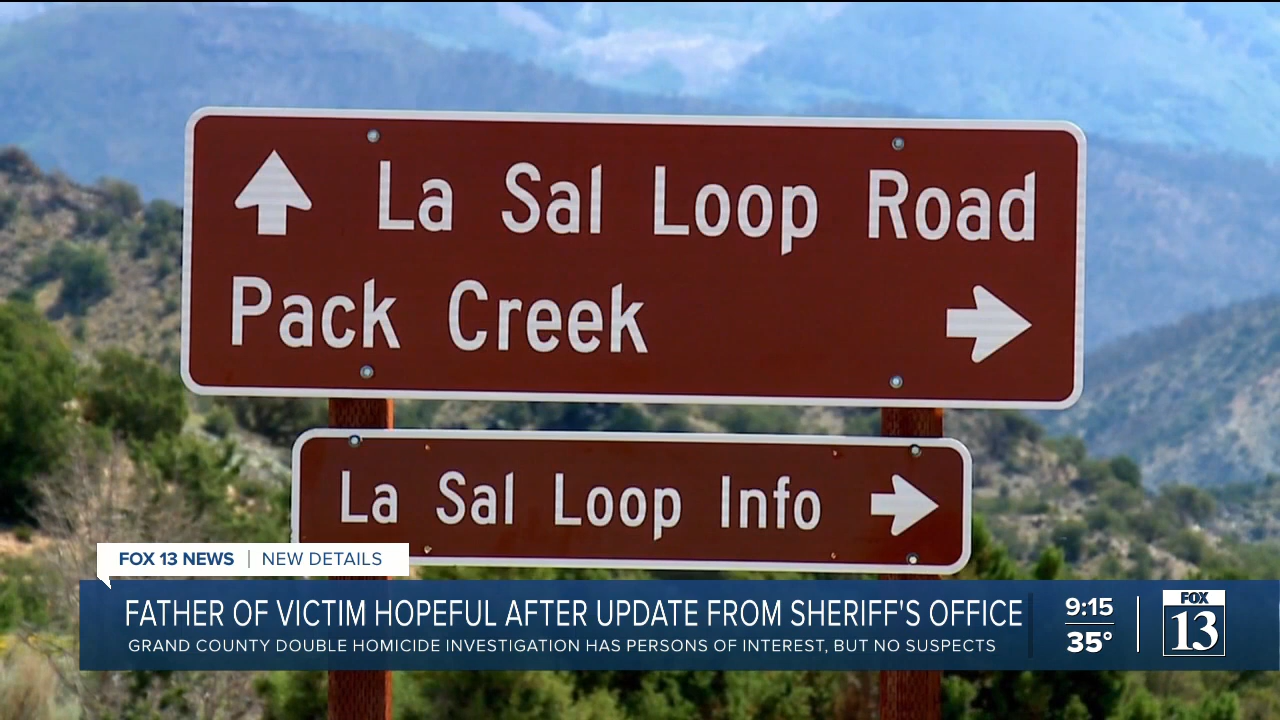 La Sal Loop Road
Pack Creek
La Sal Loop Info
FOX 13 NEWS | NEW DETAILS
FATHER OF VICTIM HOPEFUL AFTER UPDATE FROM SHERIFF'S OFFICE
GRAND COUNTY DOUBLE HOMICIDE INVESTIGATION HAS PERSONS OF INTEREST, BUT NO SUSPECTS
9:15
35°
FOX
13